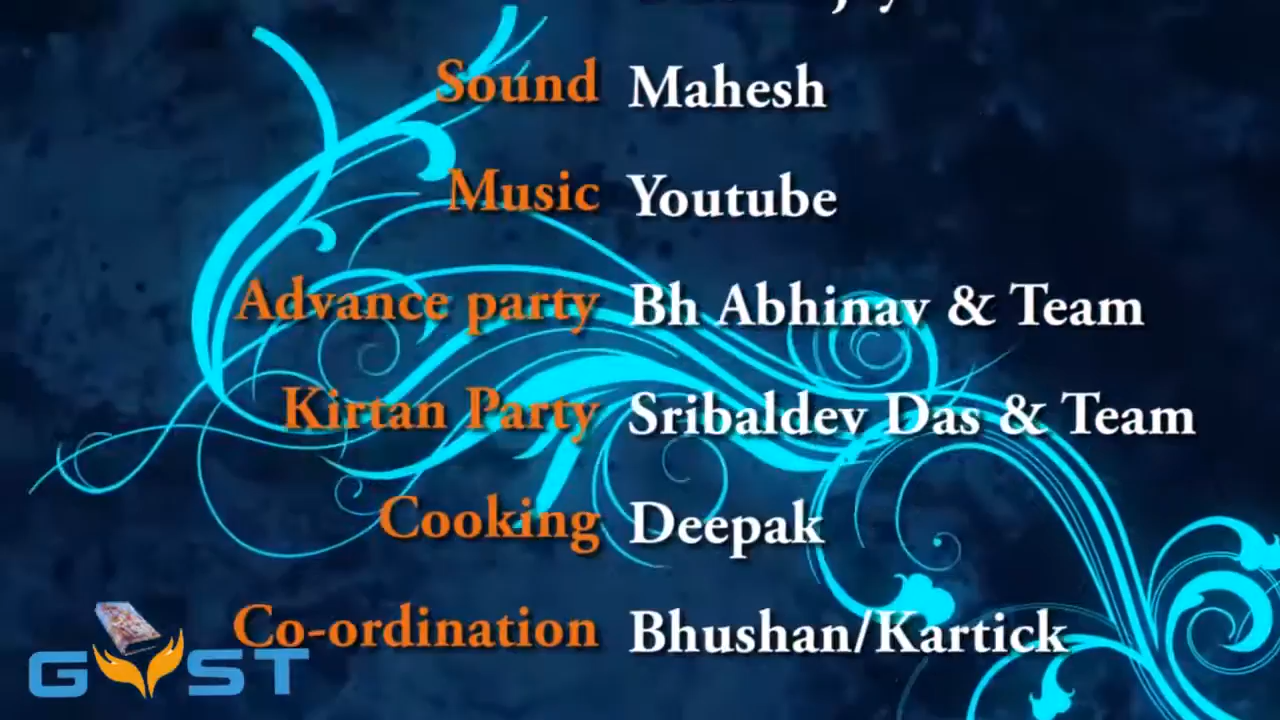 Sound Mahesh
Music Youtube
Advance party Bh Abhinav & Team
Kirtan Party Sribaldev Das & Team
Cooking Deepak
Co-ordination Bhushan/Kartick
GYST